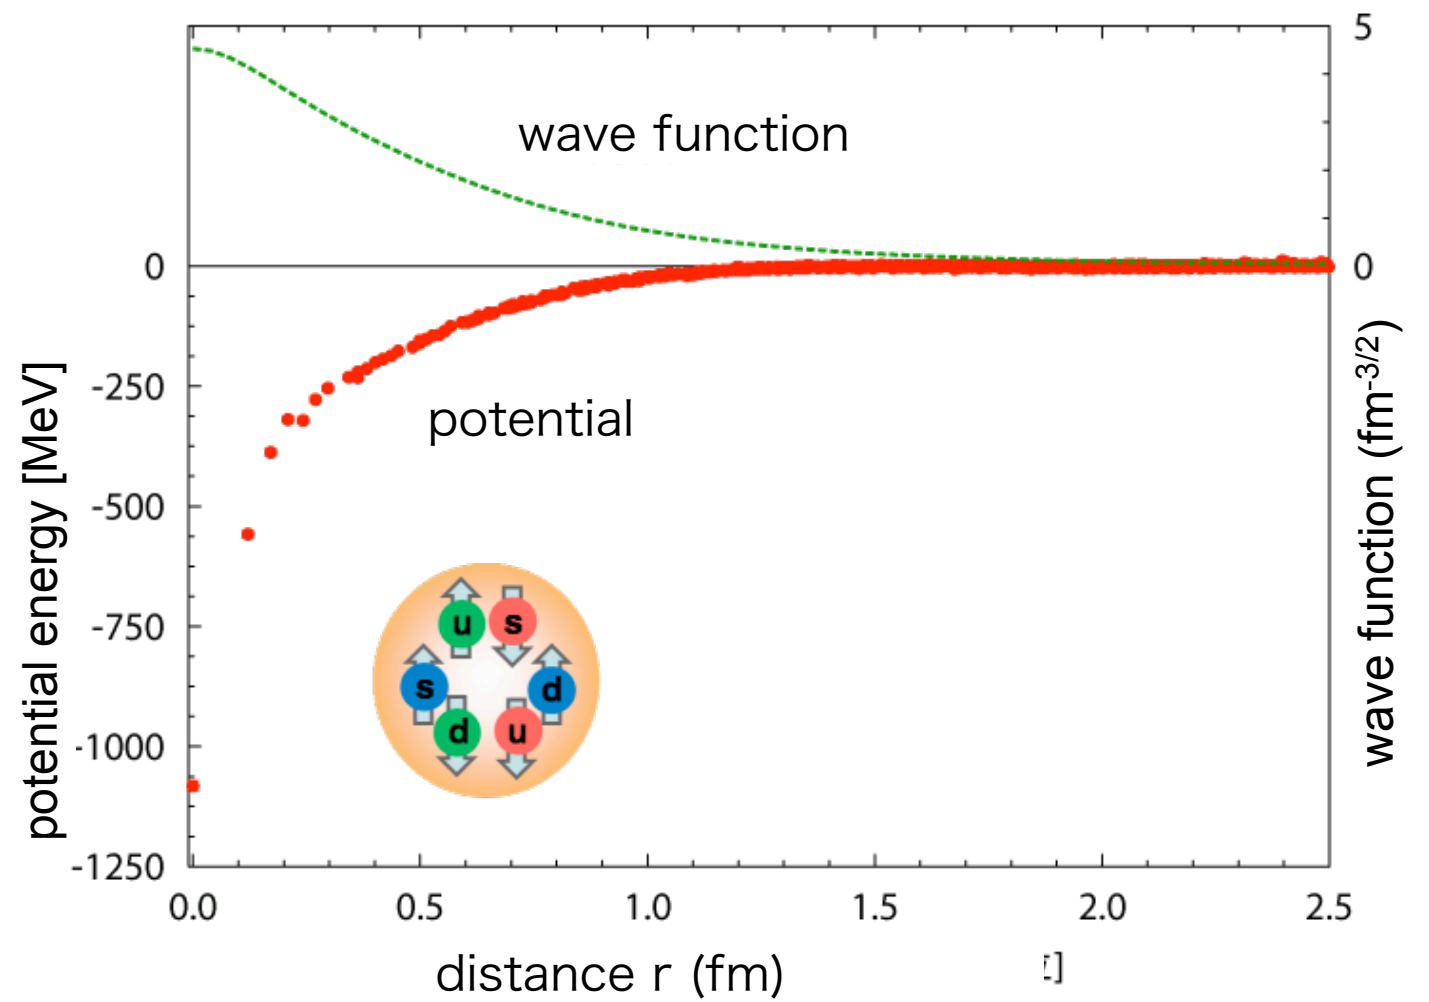 5
wave function
0
0
-250
potential
-500
-750
-1000
-1250
u s
s d
d u
0.0 0.5 1.0 1.5 2.0 2.5
distance r (fm)
]
potential energy [MeV]
wave function (fm-3/2)